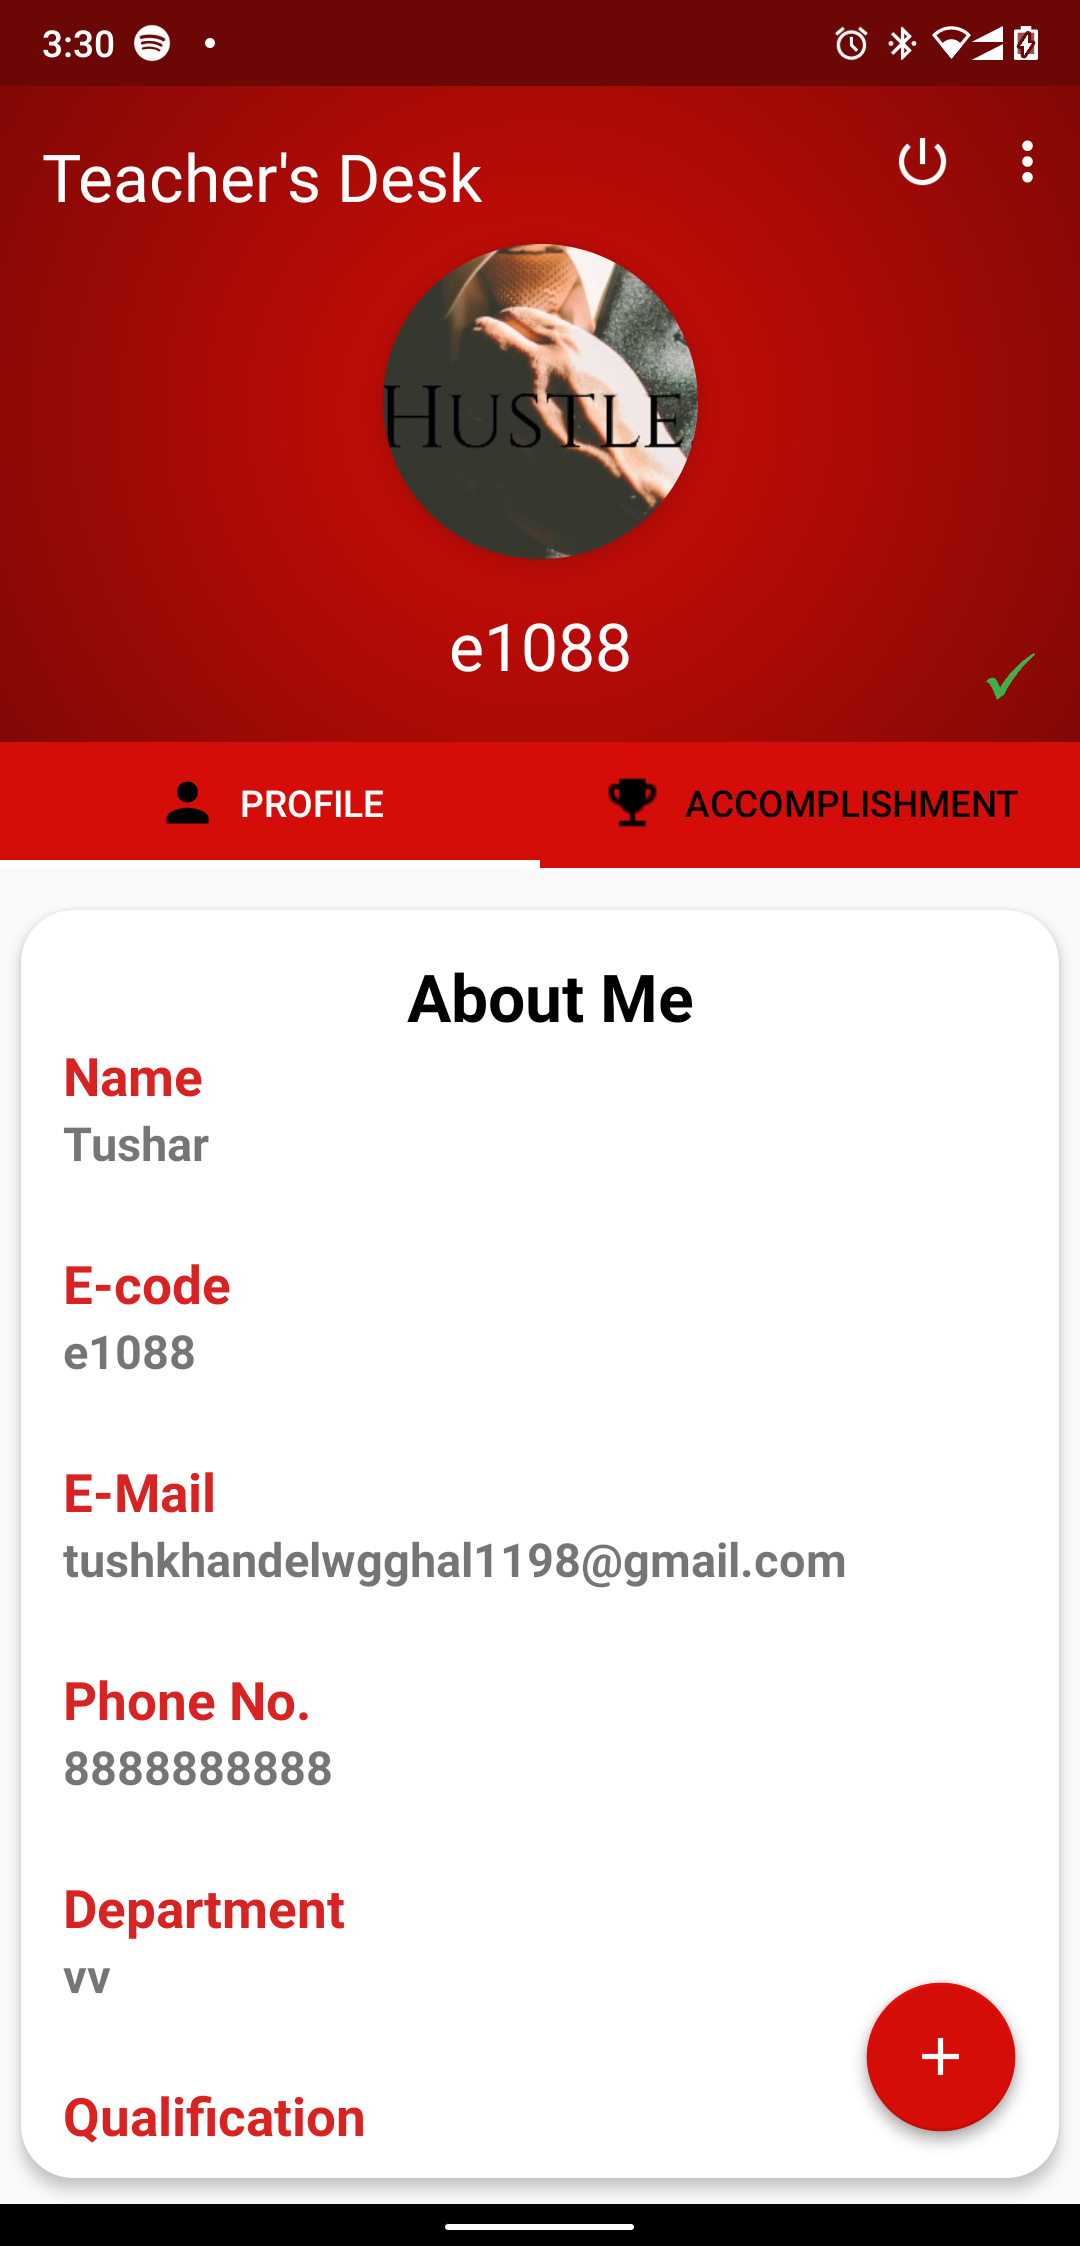 3:30
Teacher's Desk
HUSTLE
e1088
PROFILE
ACCOMPLISHMENT
About Me
Name
Tushar
E-code
e1088
E-Mail
tushkhandelwgghal1198@gmail.com
Phone No.
8888888888
Department
vv
Qualification